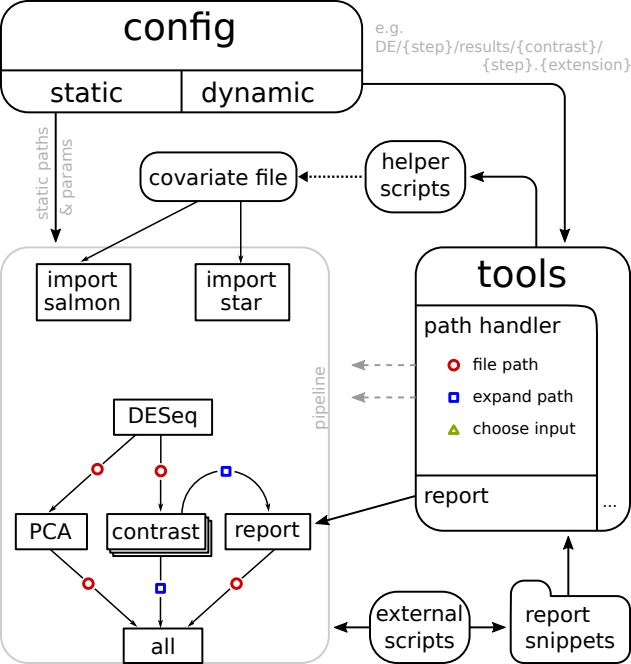 config
static
dynamic
e.g.
DE/{step}/results/{contrast}/
{step}.{extension}
static paths
& params
covariate file
helper
scripts
import
salmon
import
star
tools
path handler
file path
expand path
choose input
report
...
pipeline
DESeq
PCA
contrast
report
all
external
scripts
report
snippets